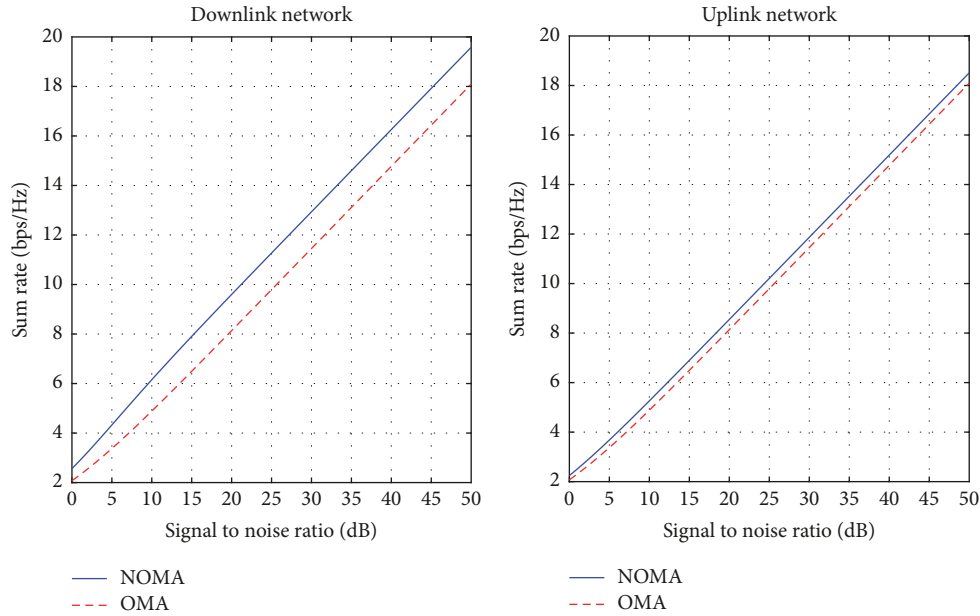 Downlink network
20
18
16
14
12
10
8
6
4
2
Sum rate (bps/Hz)
0 5 10 15 20 25 30 35 40 45 50
Signal to noise ratio (dB)
NOMA
OMA
Uplink network
20
18
16
14
12
10
8
6
4
2
Sum rate (bps/Hz)
0 5 10 15 20 25 30 35 40 45 50
Signal to noise ratio (dB)
NOMA
OMA